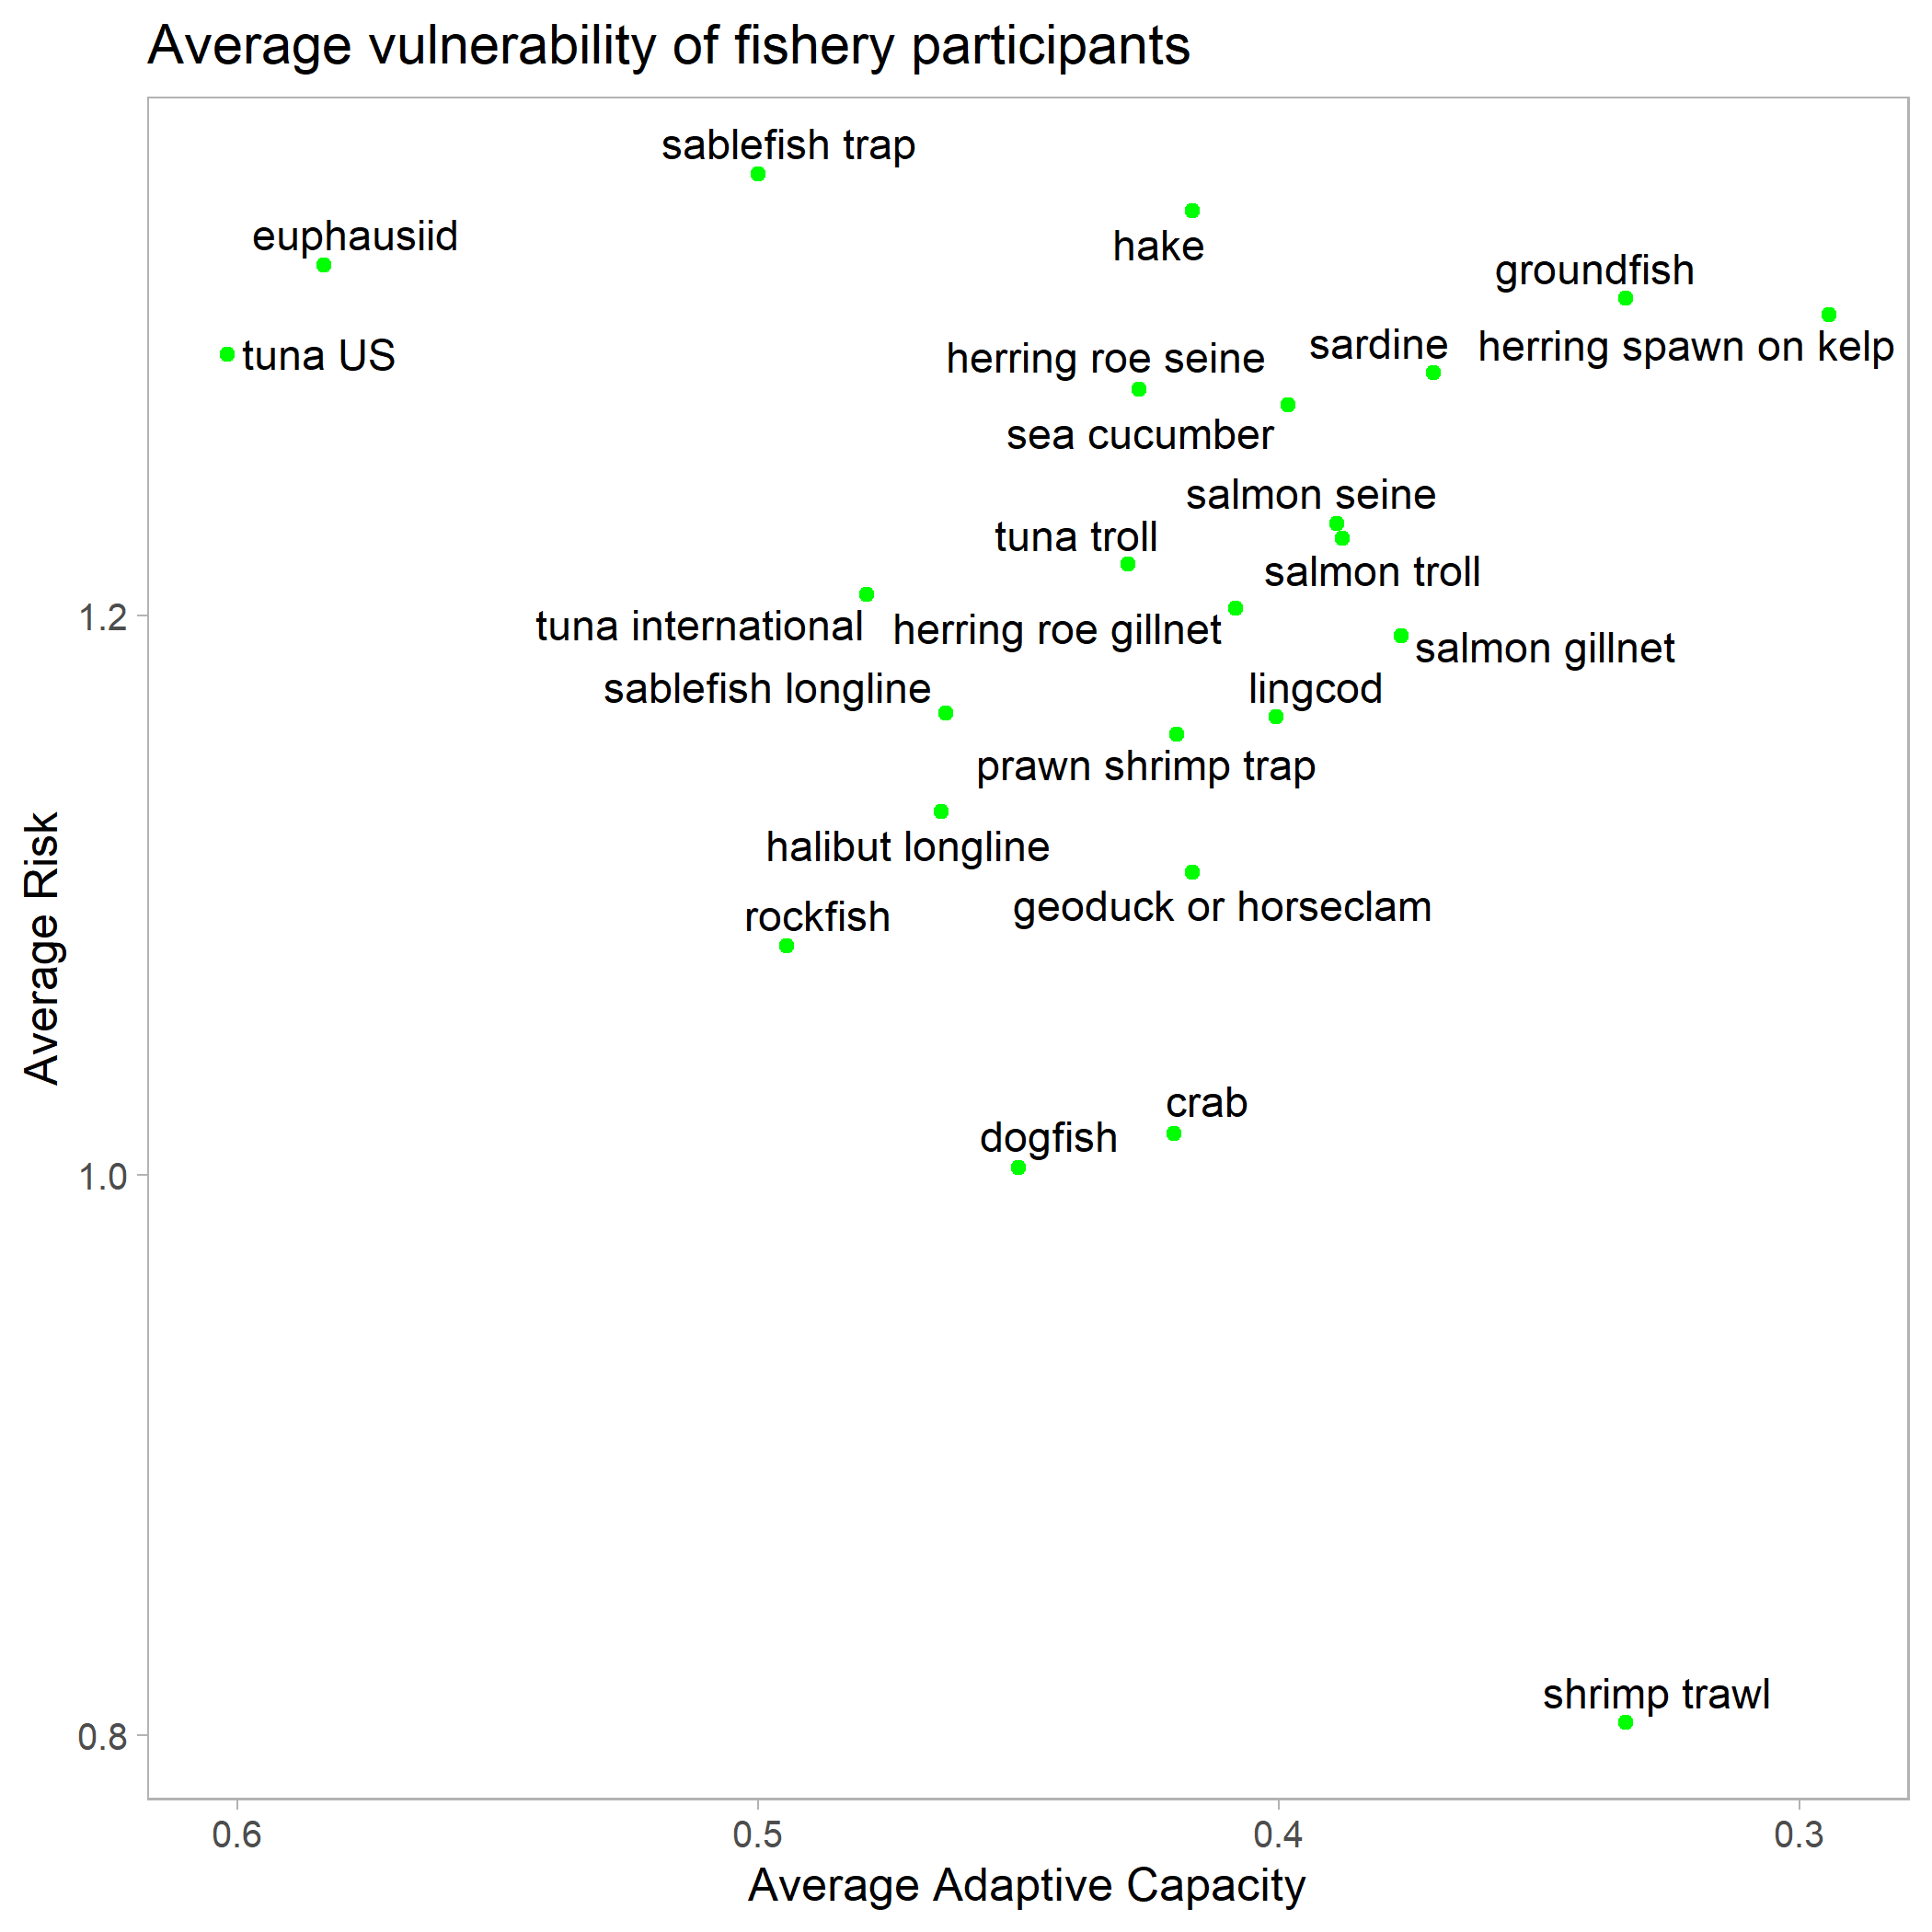 Average vulnerability of fishery participants
sablefish trap
euphausiid
hake
groundfish
tuna US
herring roe seine
sardine
herring spawn on kelp
sea cucumber
salmon seine
tuna troll
salmon troll
1.2
tuna international
herring roe gillnet
salmon gillnet
sablefish longline
lingcod
prawn shrimp trap
halibut longline
geoduck or horseclam
rockfish
Average Risk
crab
dogfish
1.0
shrimp trawl
0.8
0.6
0.5
0.4
0.3
Average Adaptive Capacity